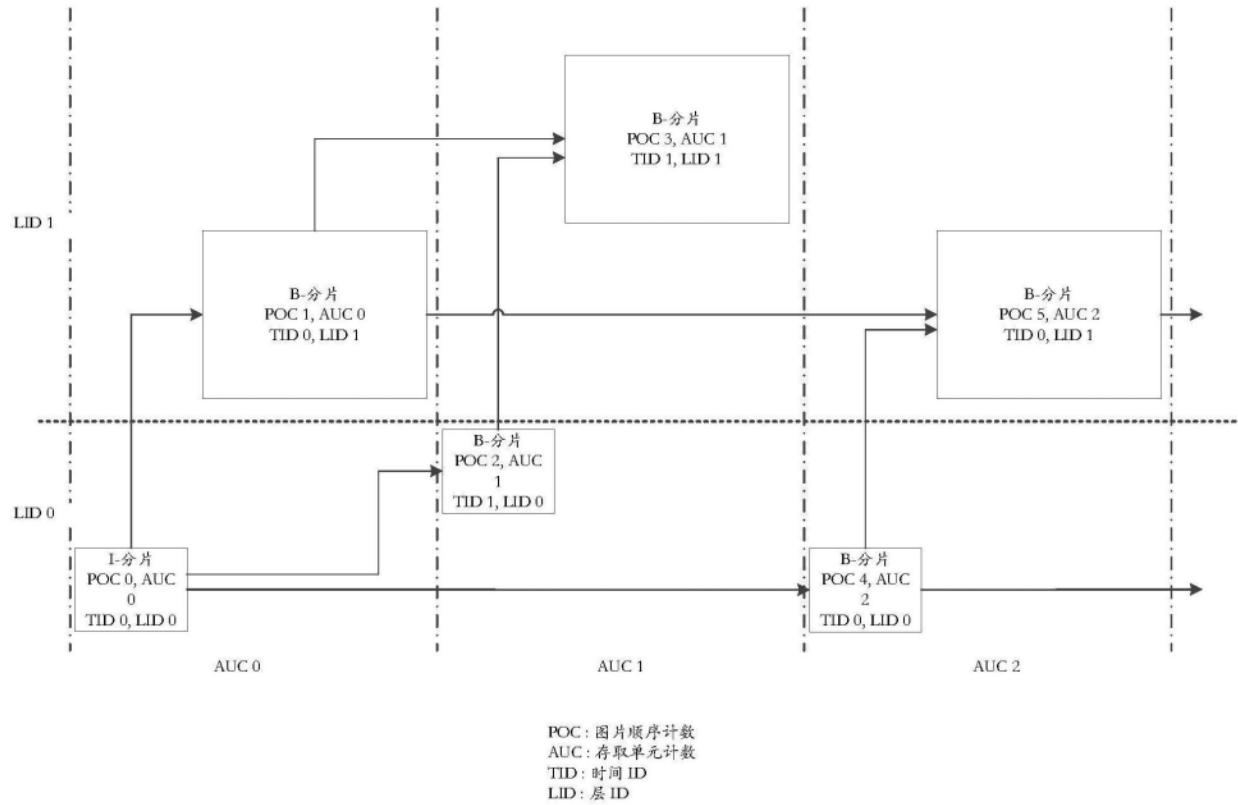 B-分片
POC 3, AUC 1
TID 1, LID 1
LID 1
B-分片
POC 1, AUC 0
TID 0, LID 1
B-分片
POC 5, AUC 2
TID 0, LID 1
B-分片
POC 2, AUC
1
TID 1, LID 0
LID 0
I-分片
POC 0, AUC
0
TID 0, LID 0
B-分片
POC 4, AUC
2
TID 0, LID 0
AUC 0
AUC 1
AUC 2
POC : 图片顺序计数
AUC : 存取单元计数
TID : 时间 ID
LID : 层 ID